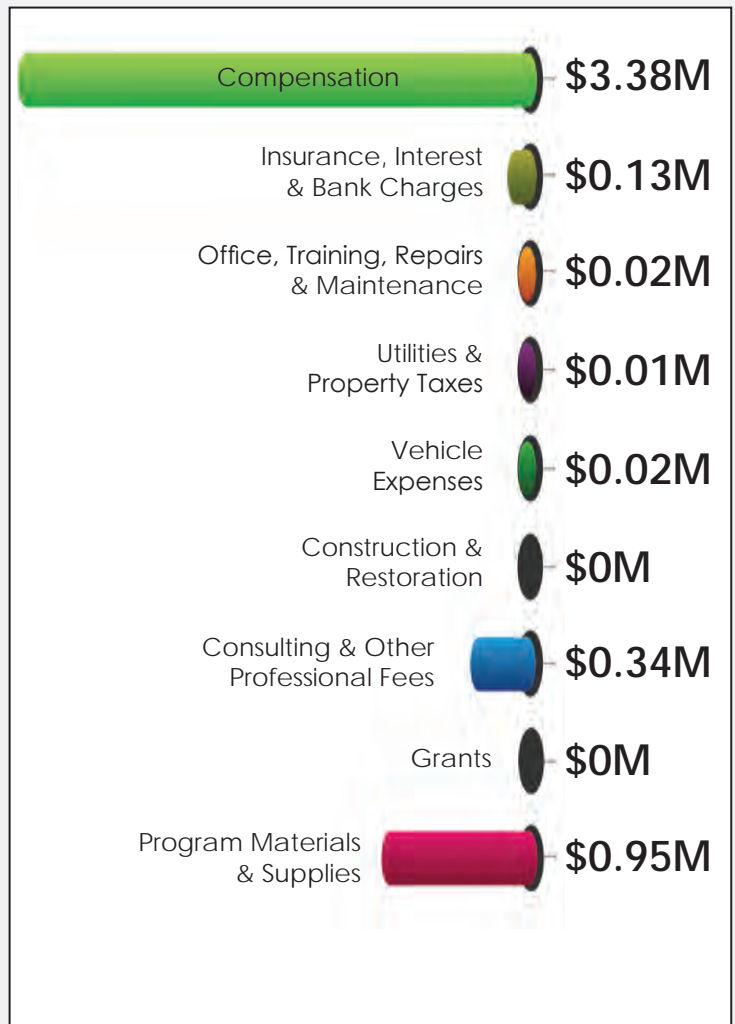 Compensation $3.38M
Insurance, Interest
& Bank Charges
$0.13M
Office, Training, Repairs
& Maintenance
$0.02M
Utilities &
Property Taxes
$0.01M
Vehicle
Expenses
$0.02M
Construction &
Restoration
$0M
Consulting & Other
Professional Fees
$0.34M
Grants $0M
Program Materials
& Supplies
$0.95M